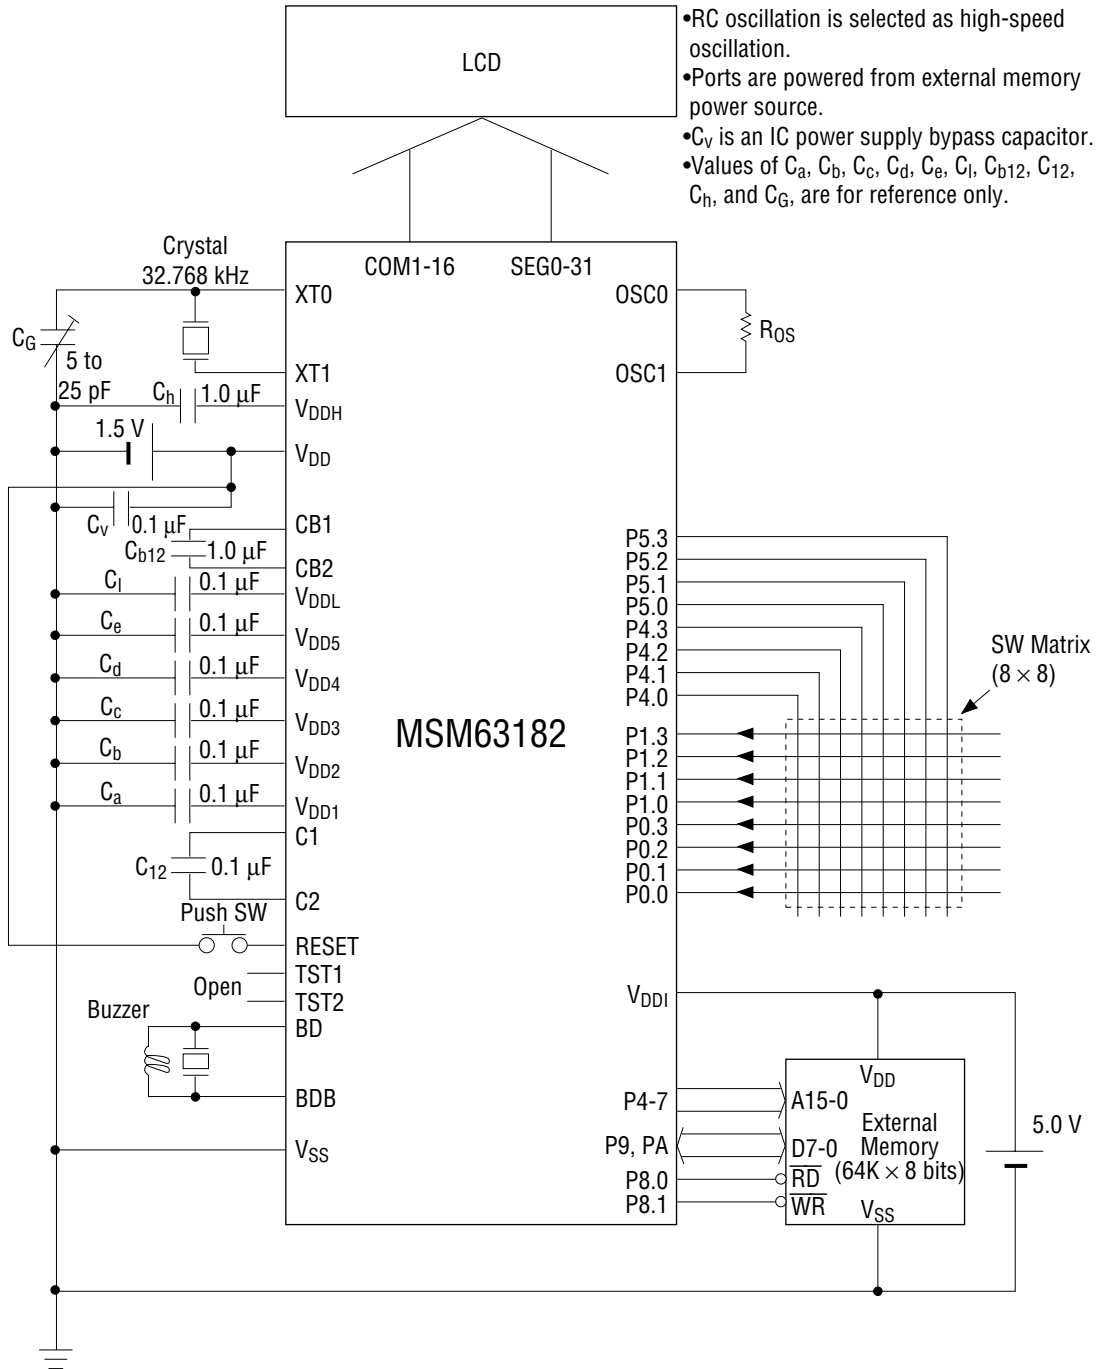 LCD
•RC oscillation is selected as high-speed
oscillation.
•Ports are powered from external memory
power source.
•Cv is an IC power supply bypass capacitor.
•Values of Ca, Cb, Cc, Cd, Ce, Cl, Cb12, C12,
Ch, and CG, are for reference only.
COM1-16 SEG0-31
Crystal
32.768 kHz
XT0
CG
5 to
25 pF
XT1
Ch 1.0 μF
VDDH
1.5 V
VDD
Cv 0.1 μF
CB1
Cb12 1.0 μF
CB2
Cl 0.1 μF
VDDL
Ce 0.1 μF
VDD5
Cd 0.1 μF
VDD4
Cc 0.1 μF
VDD3
Cb 0.1 μF
VDD2
Ca 0.1 μF
VDD1
C1
C12 0.1 μF
C2
Push SW
RESET
TST1
Open
TST2
Buzzer
BD
BDB
VSS
MSM63182
OSC0
ROS
OSC1
P5.3
P5.2
P5.1
P5.0
P4.3
P4.2
P4.1
P4.0
SW Matrix
(8 × 8)
P1.3
P1.2
P1.1
P1.0
P0.3
P0.2
P0.1
P0.0
VDDI
VDD
P4-7
A15-0
External
Memory
(64K × 8 bits)
P9, PA
D7-0
P8.0
RD
P8.1
WR
VSS
5.0 V